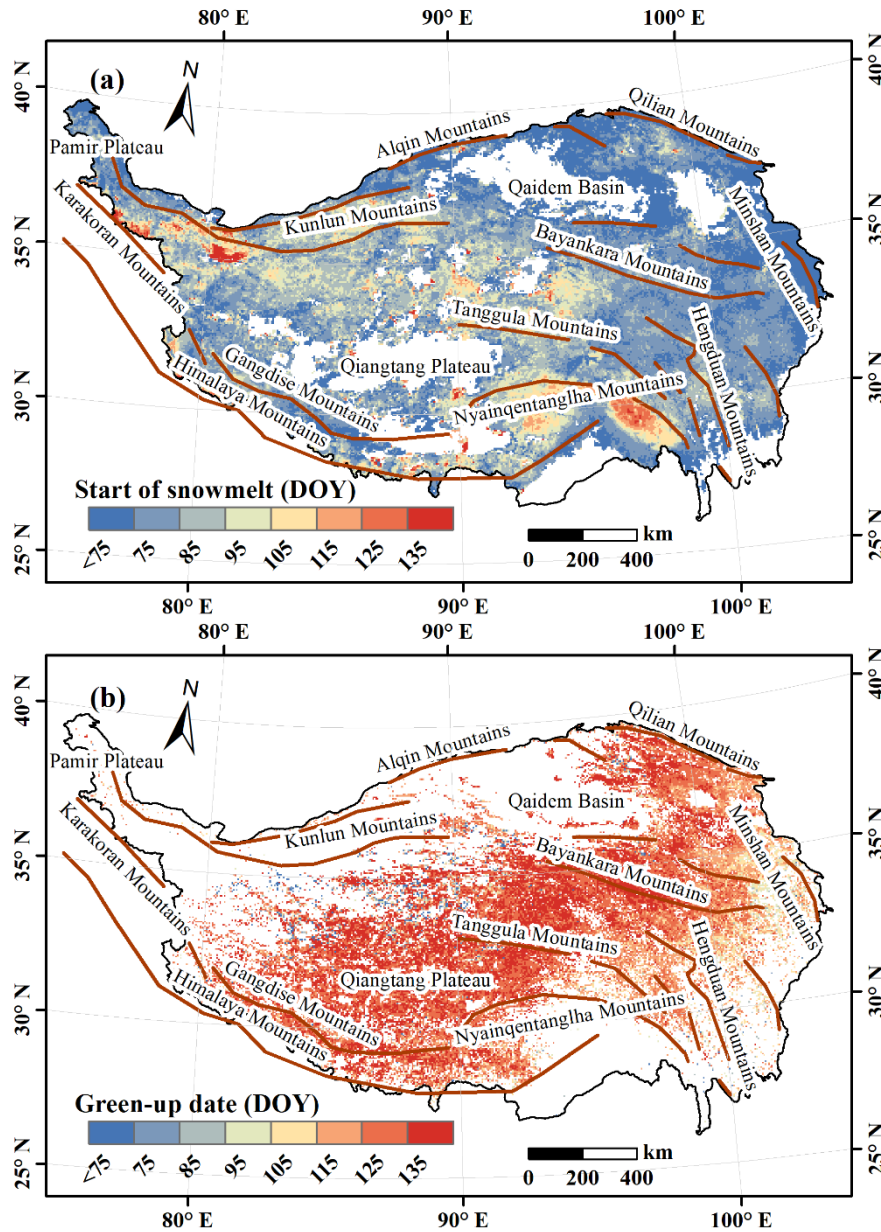 80° E
90° E
100° E
(a)
N
40° N
40° N
Qilian Mountains
Alqin Mountains
Pamir Plateau
Qaidem Basin
Karakoran Mountains
Kunlun Mountains
Minshan Mountains
35° N
35° N
Bayankara Mountains
Tanggula Mountains
Hengduan Mountains
Gangdise Mountains
Qiangtang Plateau
Himalaya Mountains
Nyainqentanglha Mountains
30° N
30° N
Start of snowmelt (DOY)
<75
75
85
95
105
115
125
135
km
0
200
400
25° N
25° N
80° E
90° E
100° E
80° E
90° E
100° E
(b)
N
40° N
40° N
Qilian Mountains
Alqin Mountains
Pamir Plateau
Qaidem Basin
Karakoran Mountains
Kunlun Mountains
Minshan Mountains
35° N
35° N
Bayankara Mountains
Tanggula Mountains
Hengduan Mountains
Gangdise Mountains
Qiangtang Plateau
Himalaya Mountains
Nyainqentanglha Mountains
30° N
30° N
Green-up date (DOY)
<75
75
85
95
105
115
125
135
km
0
200
400
25° N
25° N
80° E
90° E
100° E